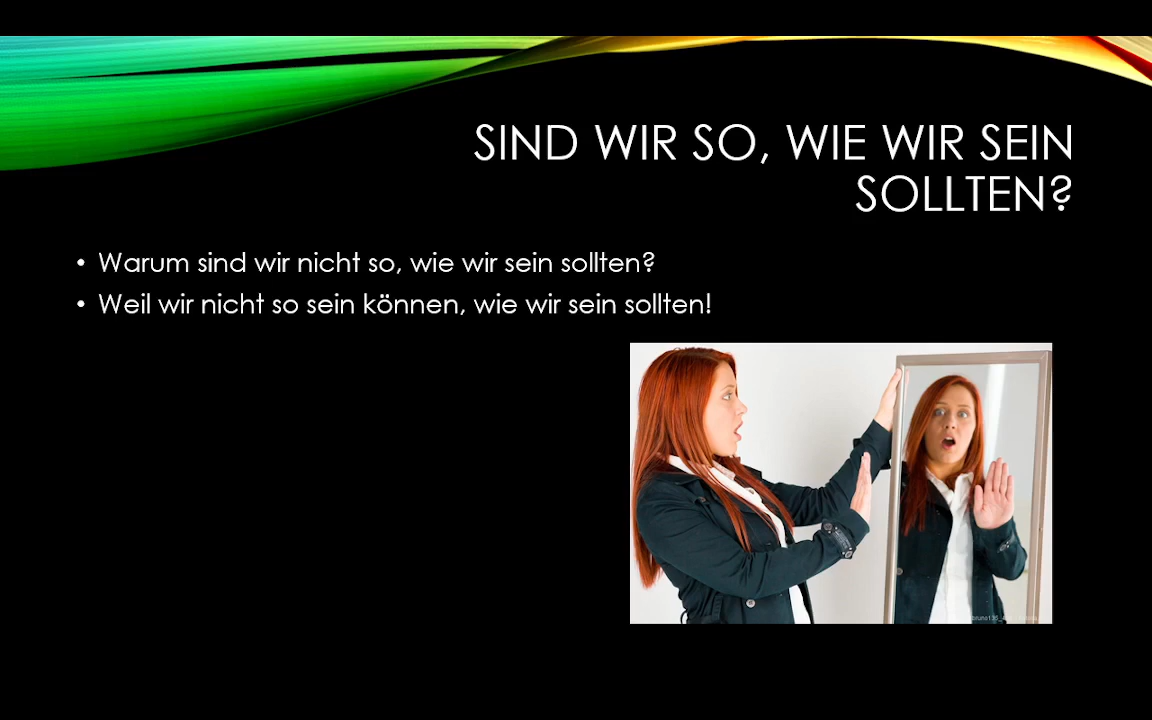 SIND WIR SO, WIE WIR SEIN
SOLLTEN?
• Warum sind wir nicht so, wie wir sein sollten?
• Weil wir nicht so sein können, wie wir sein sollten!